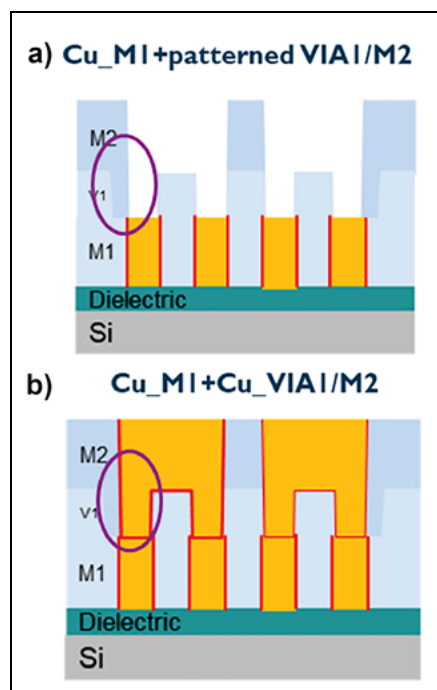 a) Cu_M1+patterned VIA1/M2
M2
V1
M1
Dielectric
Si
b) Cu_M1+Cu_VIA1/M2
M2
V1
M1
Dielectric
Si